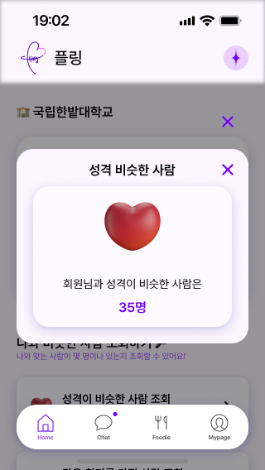 19:02
플링
국립한밭대학교
성격 비슷한 사람
회원님과 성격이 비슷한 사람은
35명
나와 비슷한 사람 조회하기
나와 맞는 사람이 몇 명이나 있는지 조회할 수 있어요!
성격이 비슷한 사람 조회
Home
Chat
Foodie
Mypage